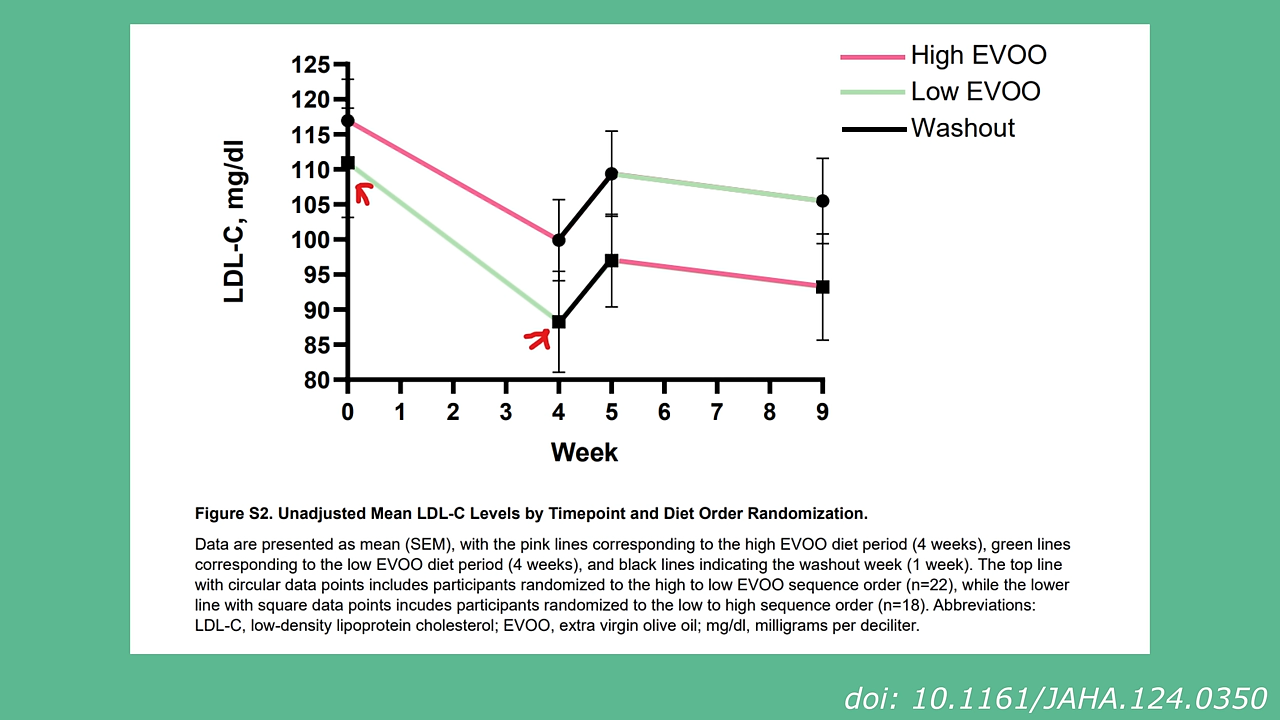 High EVOO
Low EVOO
Washout
125
120
115
110
105
100
95
90
85
80
LDL-C, mg/dl
0 1 2 3 4 5 6 7 8 9
Week
Figure S2. Unadjusted Mean LDL-C Levels by Timepoint and Diet Order Randomization.
Data are presented as mean (SEM), with the pink lines corresponding to the high EVOO diet period (4 weeks), green lines
corresponding to the low EVOO diet period (4 weeks), and black lines indicating the washout week (1 week). The top line
with circular data points includes participants randomized to the high to low EVOO sequence order (n=22), while the lower
line with square data points incudes participants randomized to the low to high sequence order (n=18). Abbreviations:
LDL-C, low-density lipoprotein cholesterol; EVOO, extra virgin olive oil; mg/dl, milligrams per deciliter.
doi: 10.1161/JAHA.124.0350